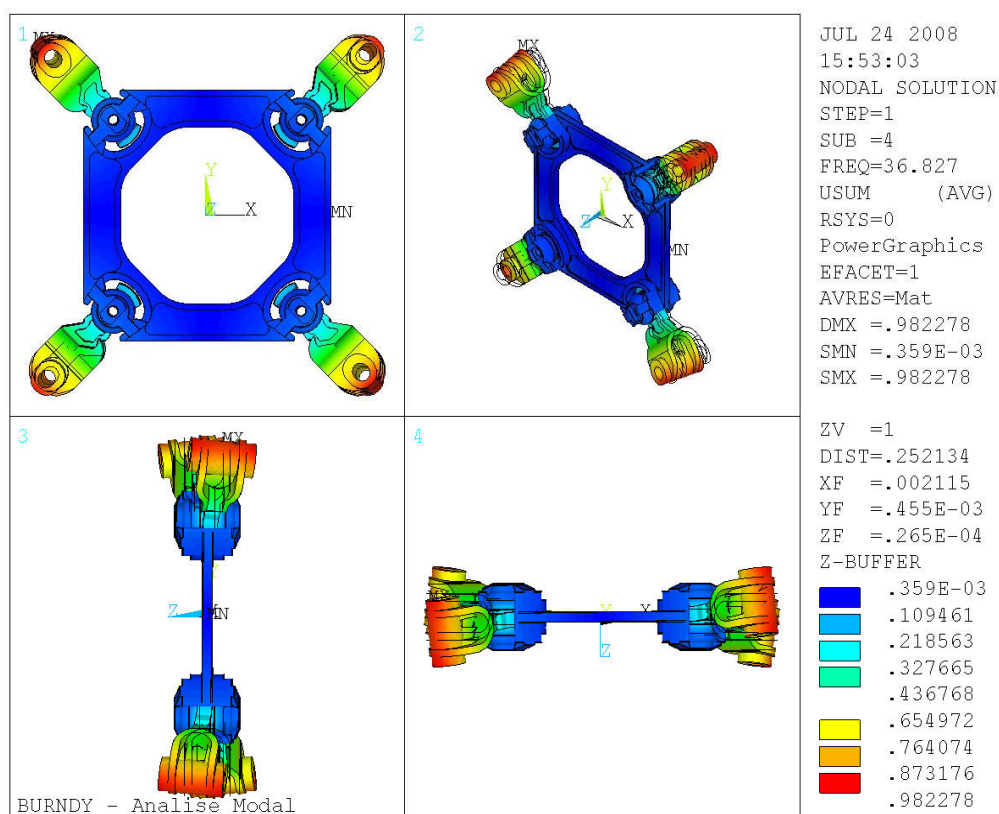 1
MX
Y
Z
X
MN
2
MX
Y
Z
X
MN
3
MX
Y
Z
MN
BURNDY - Analise Modal
4
MX
Y
X
Z
JUL 24 2008
15:53:03
NODAL SOLUTION
STEP=1
SUB =4
FREQ=36.827
USUM (AVG)
RSYS=0
PowerGraphics
EFACET=1
AVRES=Mat
DMX =.982278
SMN =.359E-03
SMX =.982278
ZV =1
DIST=.252134
XF =.002115
YF =.455E-03
ZF =.265E-04
Z-BUFFER
.359E-03
.109461
.218563
.327665
.436768
.654972
.764074
.873176
.982278